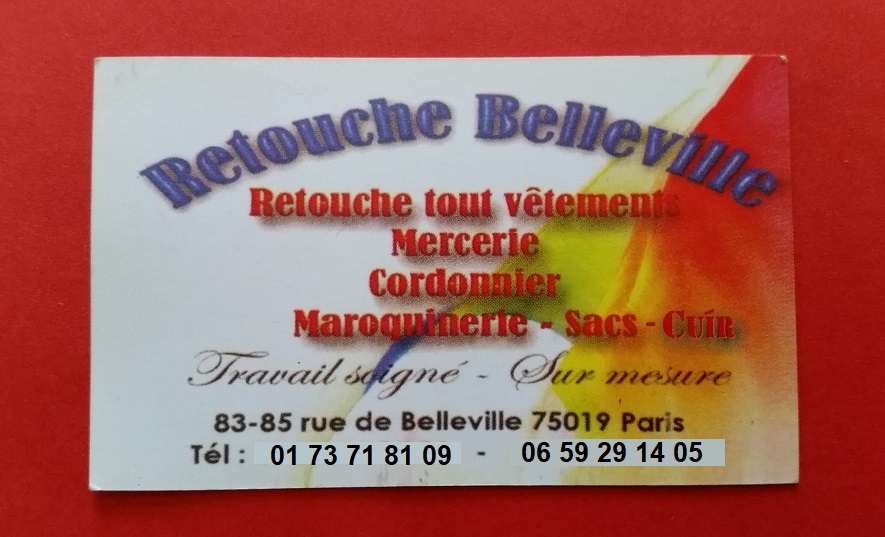 Retouche Belleville
Retouche tout vêtements
Mercerie
Cordonnier
Maroquinerie - Sacs - Cuír
Travail soigné - Sur mesure
83-85 rue de Belleville 75019 Paris
Tél : 01 73 71 81 09 - 06 59 29 14 05